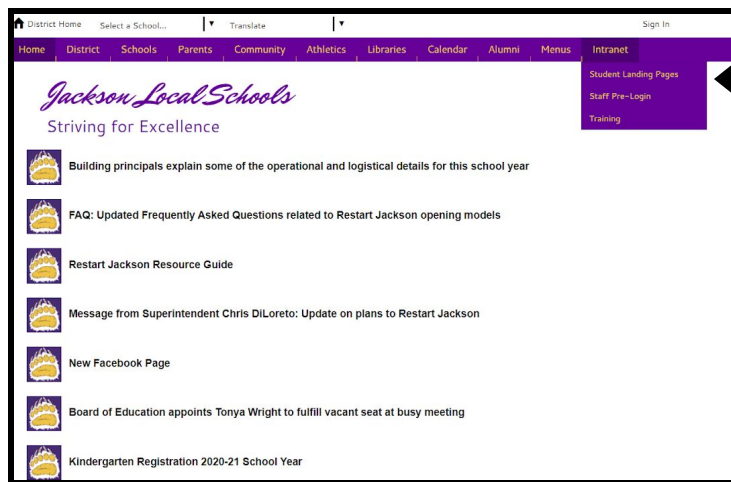 District Home Select a School... Translate Sign In
Home District Schools Parents Community Athletics Libraries Calendar Alumni Menus Intranet
Student Landing Pages
Staff Pre-Login
Training
Jackson Local Schools
Striving for Excellence
Building principals explain some of the operational and logistical details for this school year
FAQ: Updated Frequently Asked Questions related to Restart Jackson opening models
Restart Jackson Resource Guide
Message from Superintendent Chris DiLoreto: Update on plans to Restart Jackson
New Facebook Page
Board of Education appoints Tonya Wright to fulfill vacant seat at busy meeting
Kindergarten Registration 2020-21 School Year